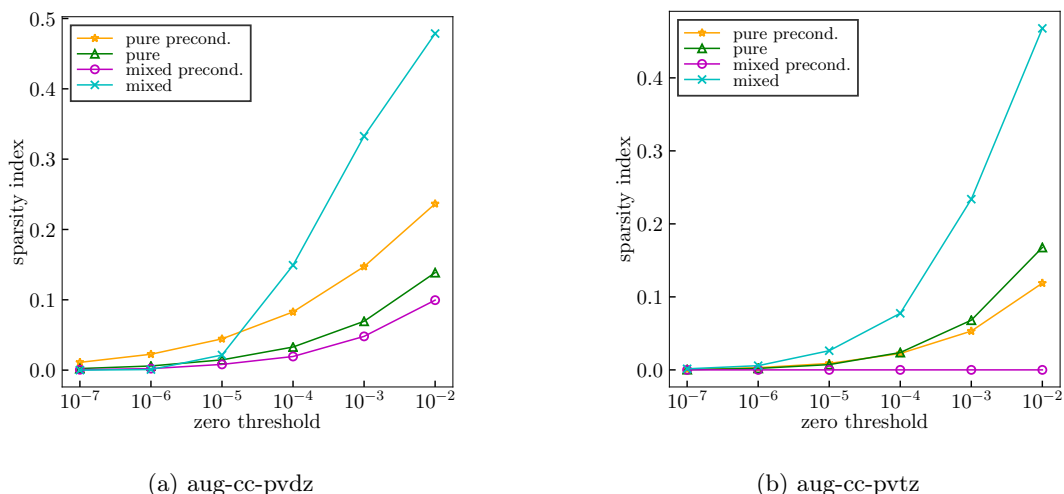 0.5
0.4
0.3
0.2
0.1
0.0
sparsity index
pure precond.
pure
mixed precond.
mixed
10⁻⁷ 10⁻⁶ 10⁻⁵ 10⁻⁴ 10⁻³ 10⁻²
zero threshold
(a) aug-cc-pvdz
0.4
0.3
0.2
0.1
0.0
sparsity index
pure precond.
pure
mixed precond.
mixed
10⁻⁷ 10⁻⁶ 10⁻⁵ 10⁻⁴ 10⁻³ 10⁻²
zero threshold
(b) aug-cc-pvtz